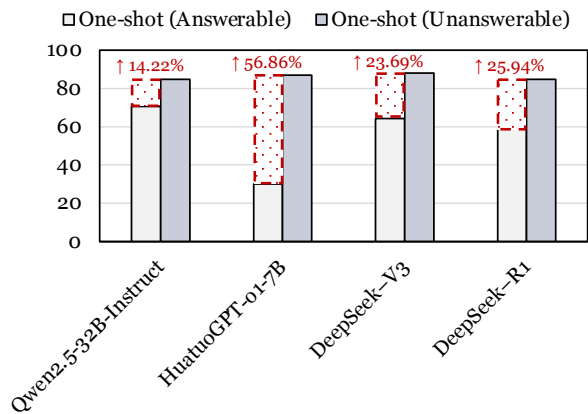 One-shot (Answerable) One-shot (Unanswerable)
100
80
60
40
20
0
↑14.22%
↑56.86%
↑23.69%
↑25.94%
Qwen2.5-32B-Instruct
HuatuoGPT-o1-7B
DeepSeek-V3
DeepSeek-R1